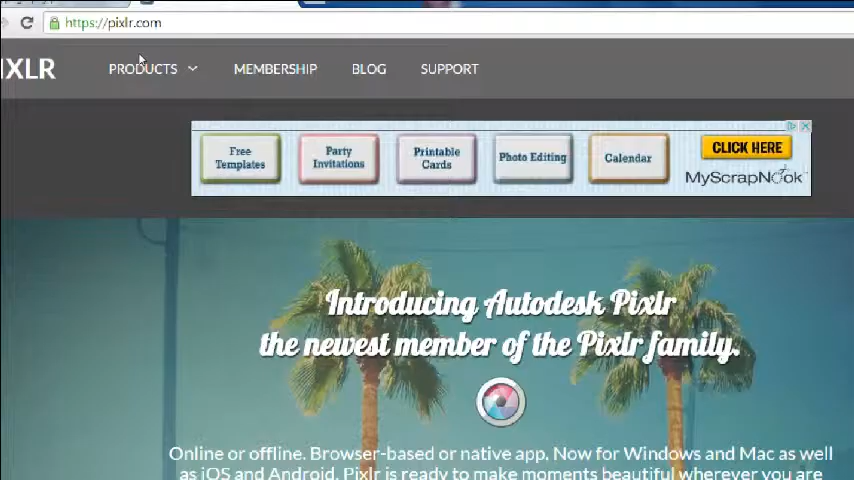 https://pixlr.com
IXLR PRODUCTS MEMBERSHIP BLOG SUPPORT
Free Templates
Party Invitations
Printable Cards
Photo Editing
Calendar
CLICK HERE
MyScrapNook
Introducing Autodesk Pixlr
the newest member of the Pixlr family.
Online or offline. Browser-based or native app. Now for Windows and Mac as well
as iOS and Android. Pixlr is ready to make moments beautiful wherever you are